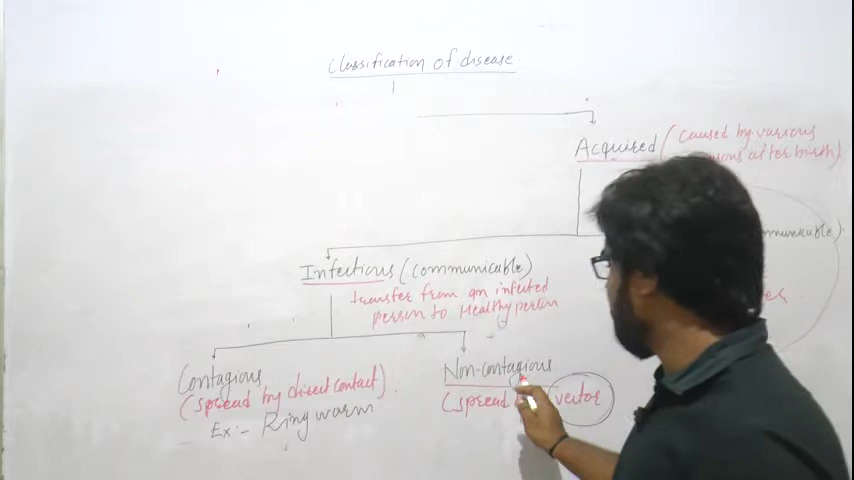 Classification of disease
Acquired (caused by various
after birth)
Infectious (communicable)
transfer from an infected
person to Healthy person
Contagious
(spread by direct contact)
Ex:- Ring worm
Non-contagious
(spread vector